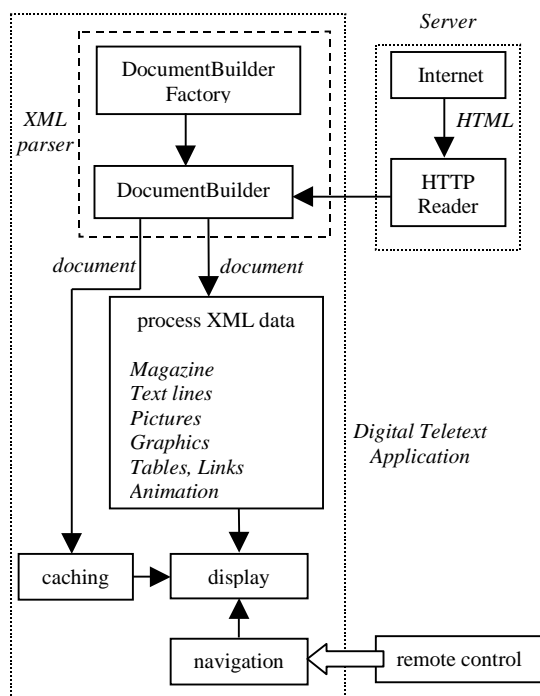 Server
DocumentBuilder
Factory
Internet
XML
parser
HTML
DocumentBuilder
HTTP
Reader
document
document
process XML data
Magazine
Text lines
Pictures
Graphics
Tables, Links
Animation
Digital Teletext
Application
caching
display
navigation
remote control